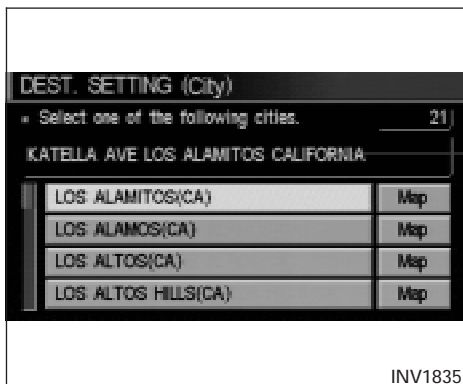 DEST. SETTING (City)
Select one of the following cities. 21
KATELLA AVE LOS ALAMITOS CALIFORNIA
LOS ALAMITOS(CA) Map
LOS ALAMOS(CA) Map
LOS ALTOS(CA) Map
LOS ALTOS HILLS(CA) Map
INV1835